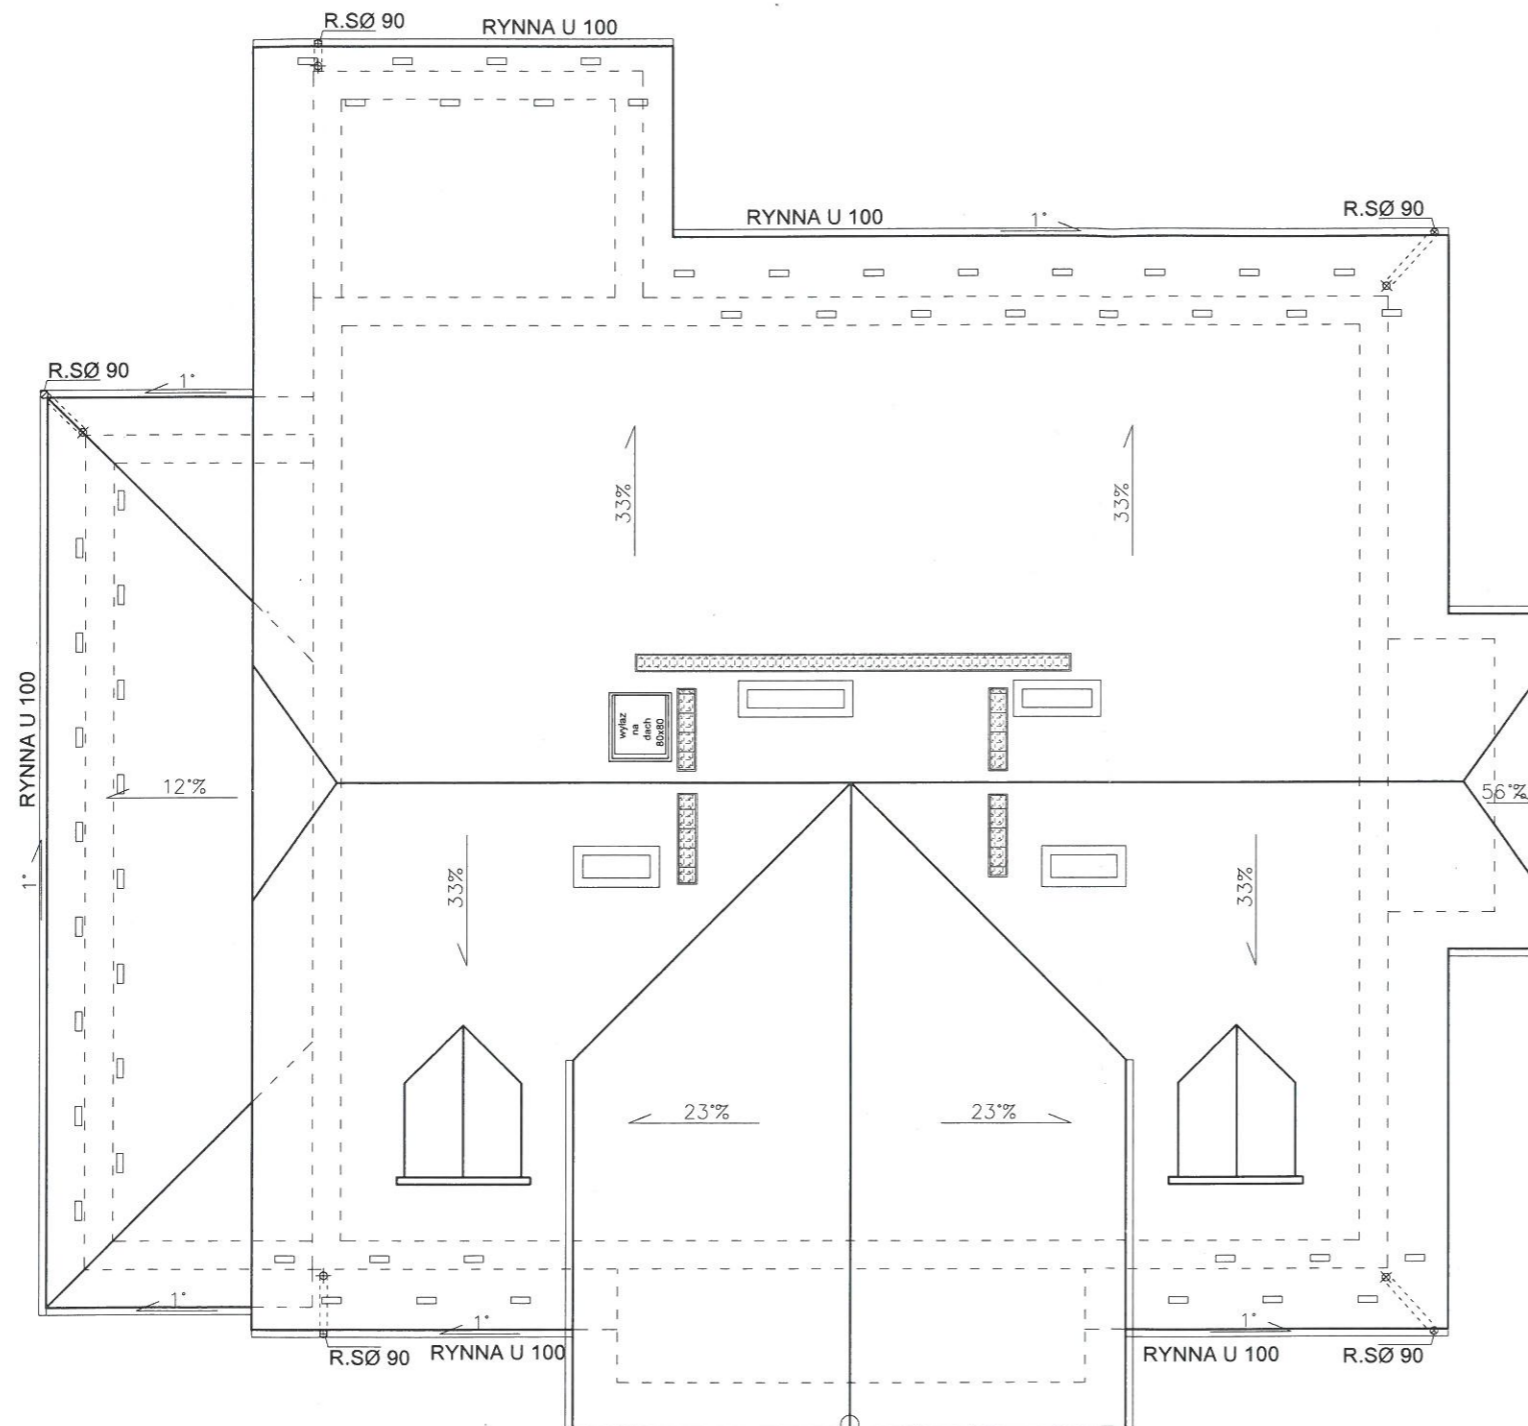 R.SØ 90
RYNNA U 100
RYNNA U 100
1°
R.SØ 90
R.SØ 90
1°
33%
33%
RYNNA U 100
wyłaz
na
dach
80x80
12°%
56°%
1°
33%
33%
23°%
23°%
1°
1°
1°
R.SØ 90
RYNNA U 100
RYNNA U 100
R.SØ 90